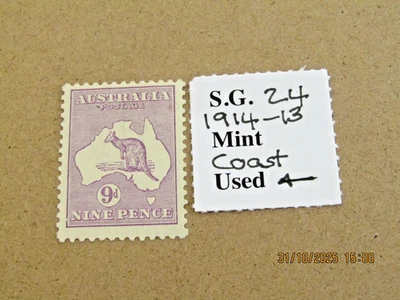 AUSTRALIA
POSTAGE
9d
NINE PENCE
S.G. 24
1914-13
Mint
Coast
Used ←
31/10/2025 15:00